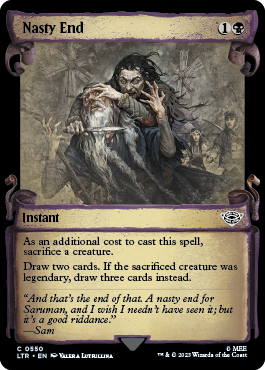 Nasty End
1
Instant
As an additional cost to cast this spell,
sacrifice a creature.
Draw two cards. If the sacrificed creature was
legendary, draw three cards instead.
"And that's the end of that. A nasty end for
Saruman, and I wish I needn't have seen it; but
it's a good riddance."
—Sam
C 0550
LTR • EN Valera Lutfullina
© MEE
™ & © 2023 Wizards of the Coast